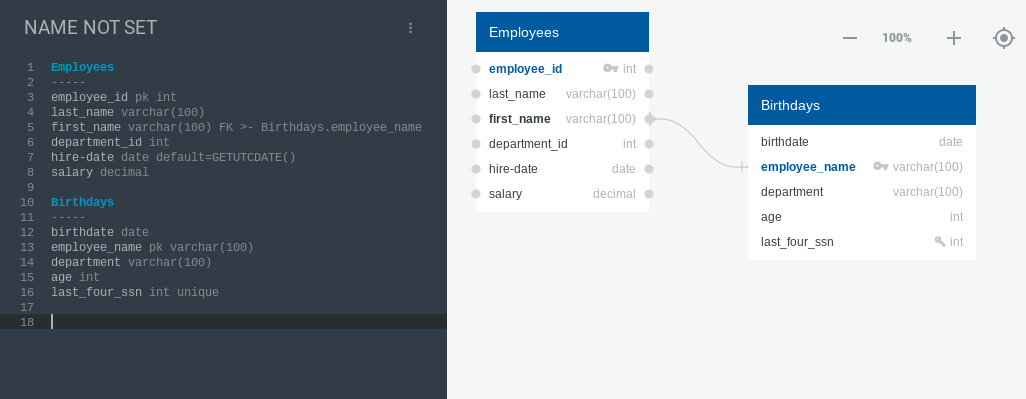 NAME NOT SET
1 Employees
2 -----
3 employee_id pk int
4 last_name varchar(100)
5 first_name varchar(100) FK >- Birthdays.employee_name
6 department_id int
7 hire-date date default=GETUTCDATE()
8 salary decimal
9
10 Birthdays
11 -----
12 birthdate date
13 employee_name pk varchar(100)
14 department varchar(100)
15 age int
16 last_four_ssn int unique
17
18
Employees
employee_id int
last_name varchar(100)
first_name varchar(100)
department_id int
hire-date date
salary decimal
100%
Birthdays
birthdate date
employee_name varchar(100)
department varchar(100)
age int
last_four_ssn int